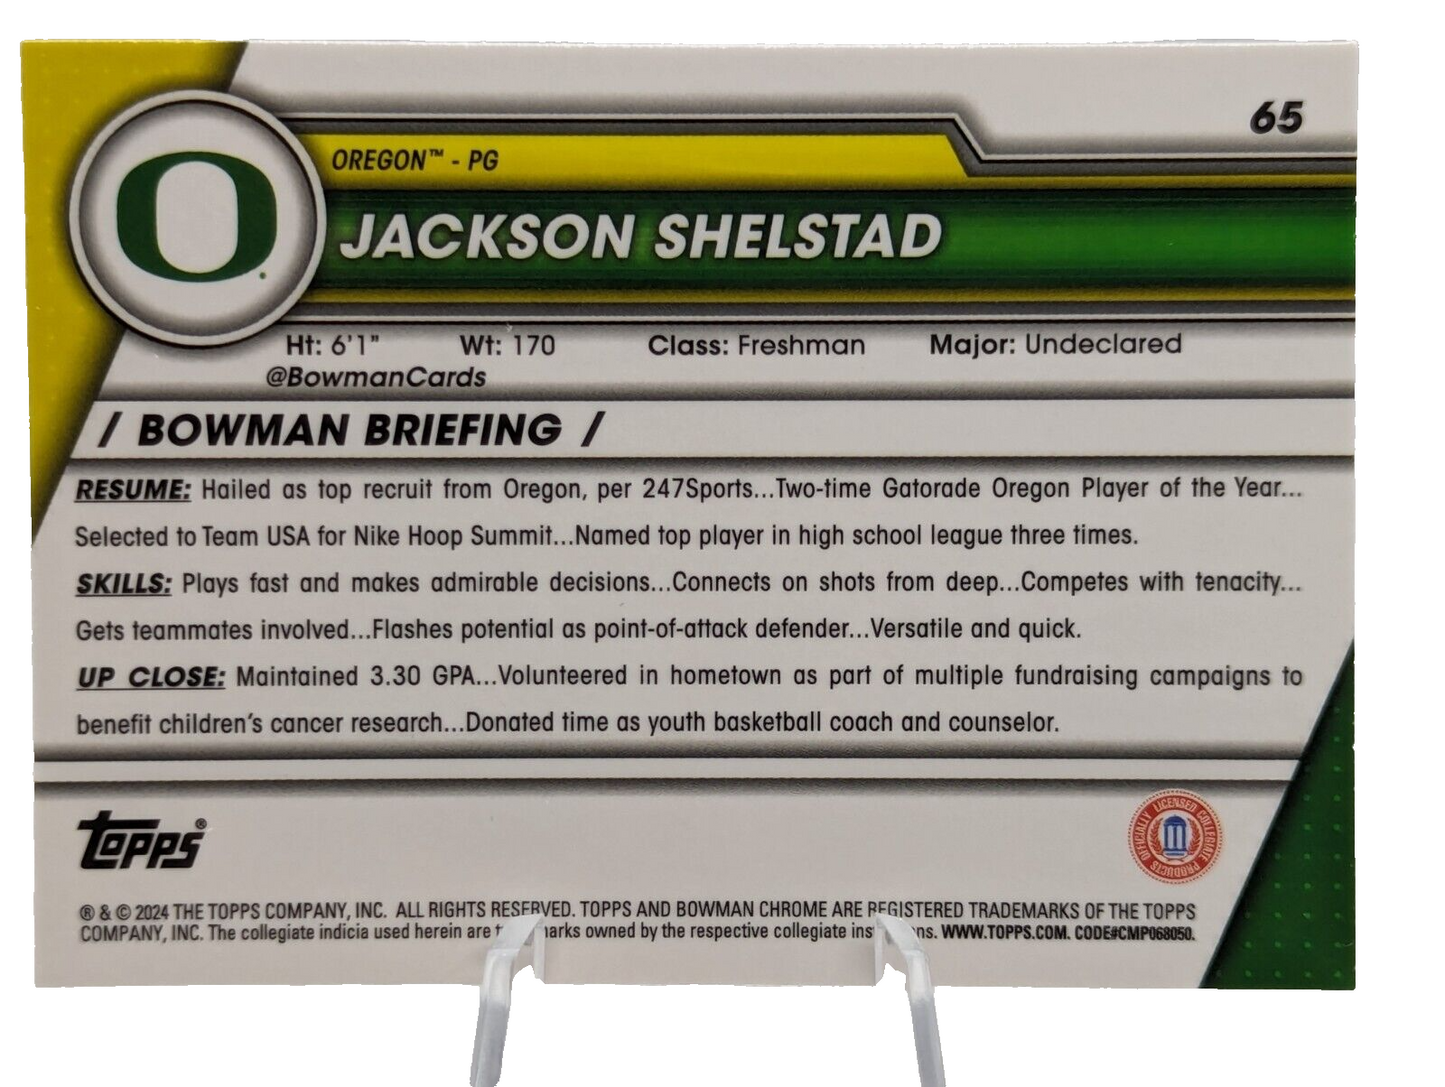 65
OREGON™ - PG
JACKSON SHELSTAD
Ht: 6'1" Wt: 170 Class: Freshman Major: Undeclared
@BowmanCards
/ BOWMAN BRIEFING /
RESUME: Hailed as top recruit from Oregon, per 247Sports...Two-time Gatorade Oregon Player of the Year...
Selected to Team USA for Nike Hoop Summit...Named top player in high school league three times.
SKILLS: Plays fast and makes admirable decisions...Connects on shots from deep...Competes with tenacity...
Gets teammates involved...Flashes potential as point-of-attack defender...Versatile and quick.
UP CLOSE: Maintained 3.30 GPA...Volunteered in hometown as part of multiple fundraising campaigns to
benefit children's cancer research...Donated time as youth basketball coach and counselor.
TOPPS®
OFFICIALLY LICENSED COLLEGIATE PRODUCTS
® & © 2024 THE TOPPS COMPANY, INC. ALL RIGHTS RESERVED. TOPPS AND BOWMAN CHROME ARE REGISTERED TRADEMARKS OF THE TOPPS
COMPANY, INC. The collegiate indicia used herein are owned by the respective collegiate WWW.TOPPS.COM. CODE#CMP068050.